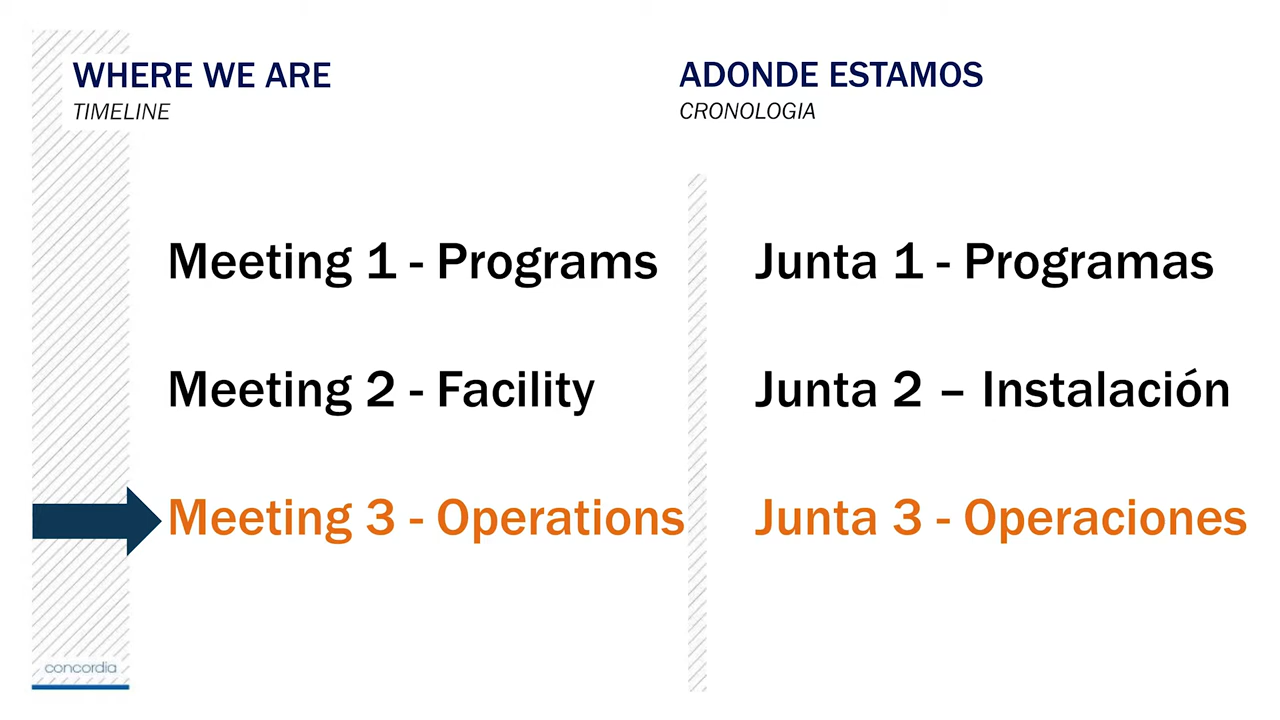 WHERE WE ARE
TIMELINE
Meeting 1 - Programs
Meeting 2 - Facility
Meeting 3 - Operations
ADONDE ESTAMOS
CRONOLOGIA
Junta 1 - Programas
Junta 2 – Instalación
Junta 3 - Operaciones
concordia